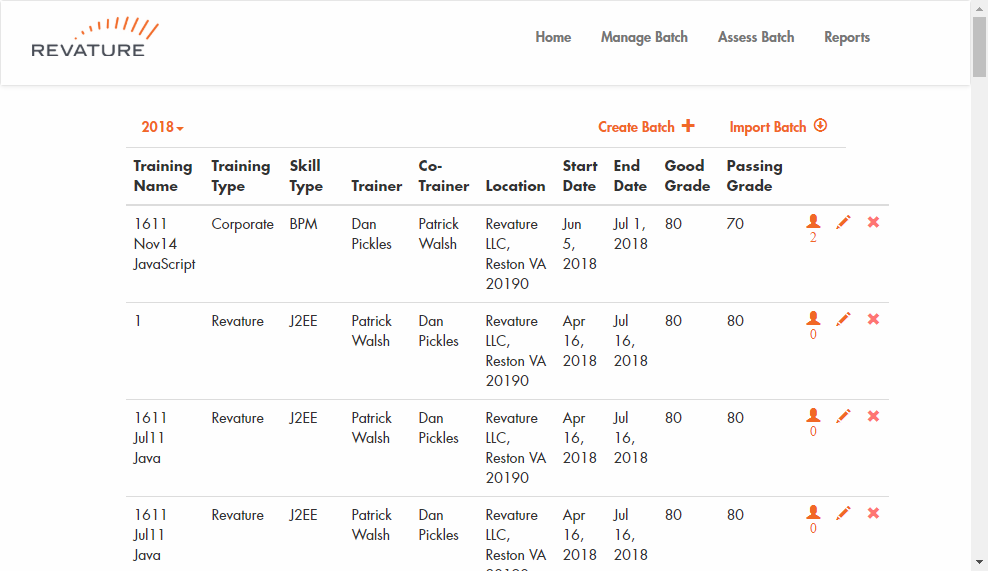 REVATURE
Home Manage Batch Assess Batch Reports
2018 Create Batch Import Batch
Training Training Skill Co- Start End Good Passing
Name Type Type Trainer Trainer Location Date Date Grade Grade
1611 Corporate BPM Dan Patrick Revature Jun Jul 1, 80 70
Nov14 Pickles Walsh LLC, 5, 2018 2
JavaScript Reston VA 2018
20190
1 Revature J2EE Patrick Dan Revature Apr Jul 80 80
Walsh Pickles LLC, 16, 16, 0
Reston VA 2018 2018
20190
1611 Revature J2EE Patrick Dan Revature Apr Jul 80 80
Jul11 Walsh Pickles LLC, 16, 16, 0
Java Reston VA 2018 2018
20190
1611 Revature J2EE Patrick Dan Revature Apr Jul 80 80
Jul11 Walsh Pickles LLC, 16, 16, 0
Java Reston VA 2018 2018